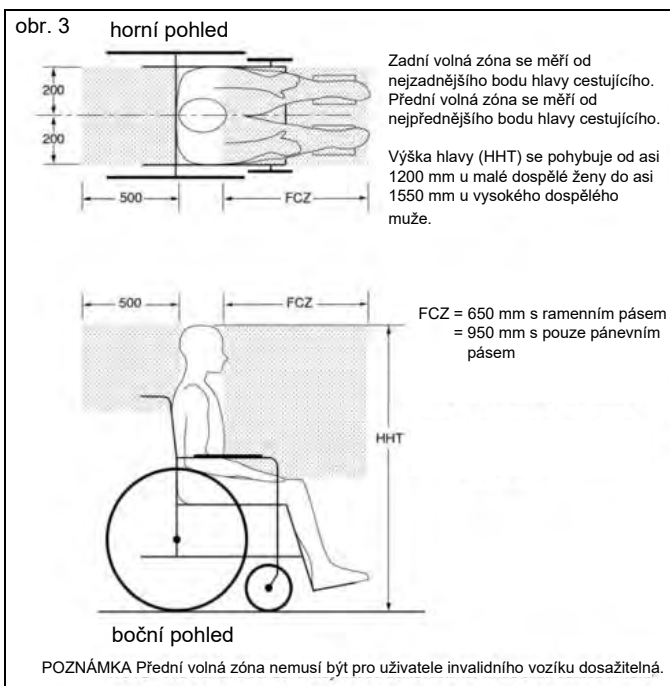 obr. 3
horní pohled
200
200
500
FCZ
Zadní volná zóna se měří od
nejzadnějšího bodu hlavy cestujícího.
Přední volná zóna se měří od
nejpřednějšího bodu hlavy cestujícího.
Výška hlavy (HHT) se pohybuje od asi
1200 mm u malé dospělé ženy do asi
1550 mm u vysokého dospělého
muže.
500
FCZ
FCZ = 650 mm s ramenním pásem
= 950 mm s pouze pánevním
pásem
HHT
boční pohled
POZNÁMKA Přední volná zóna nemusí být pro uživatele invalidního vozíku dosažitelná.